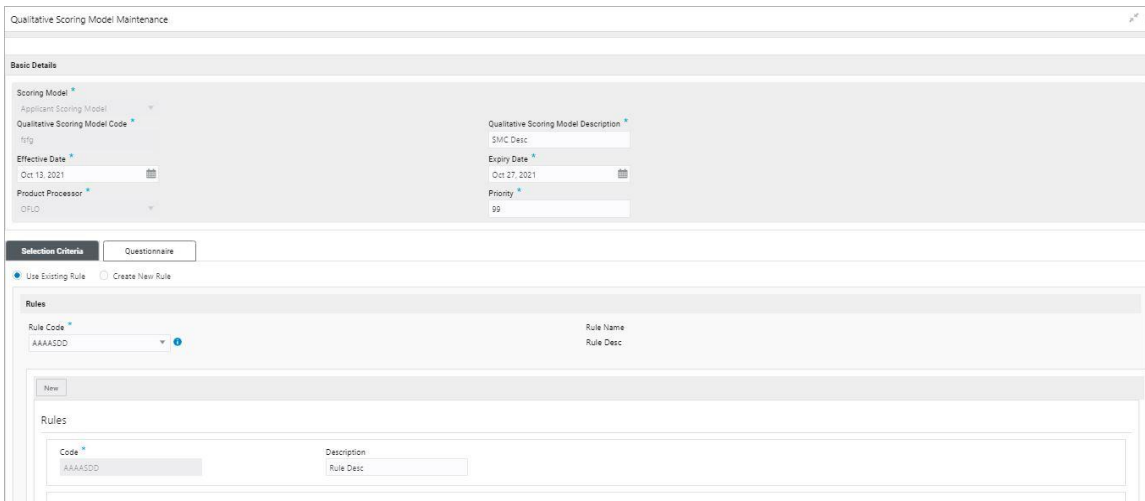 Qualitative Scoring Model Maintenance
Basic Details
Scoring Model *
Applicant Scoring Model
Qualitative Scoring Model Code *
Qualitative Scoring Model Description *
fsfg
SMC Desc
Effective Date *
Expiry Date *
Oct 13, 2021
Oct 27, 2021
Product Processor *
Priority *
OFLO
99
Selection Criteria
Questionnaire
Use Existing Rule
Create New Rule
Rules
Rule Code *
Rule Name
AAAASDD
Rule Desc
New
Rules
Code *
Description
AAAASDD
Rule Desc